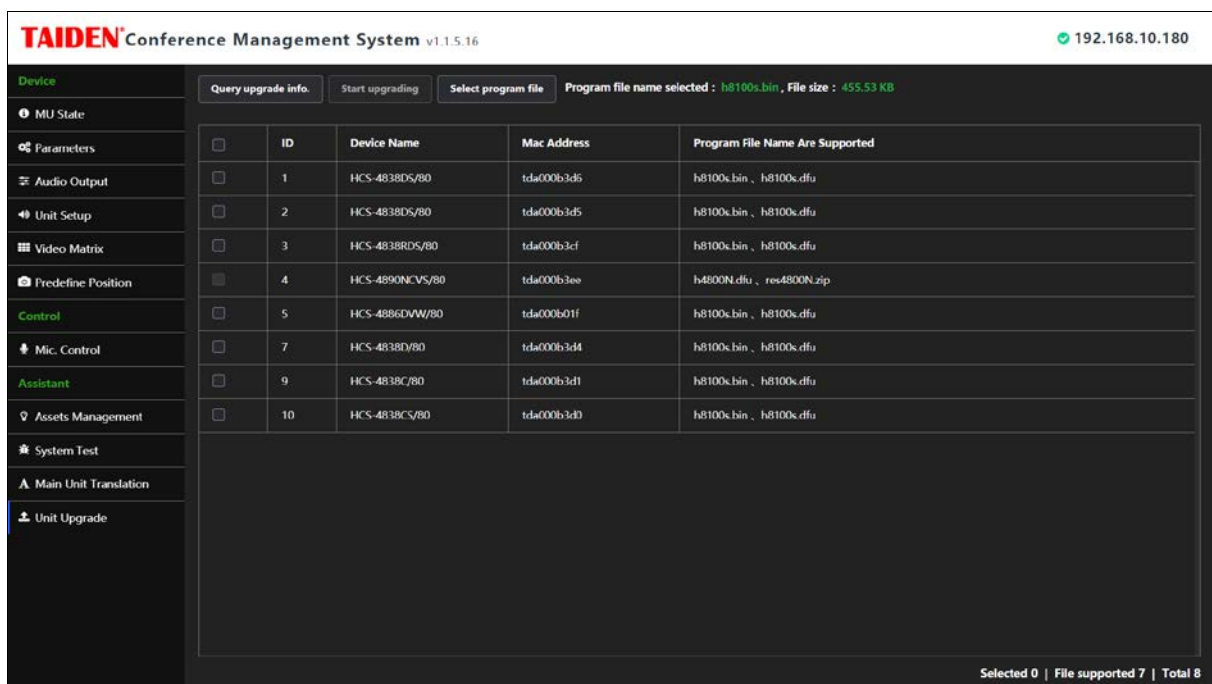 TAIDEN® Conference Management System v1.1.5.16
192.168.10.180
Device
MU State
Parameters
Audio Output
Unit Setup
Video Matrix
Predefine Position
Control
Mic. Control
Assistant
Assets Management
System Test
Main Unit Translation
Unit Upgrade
Query upgrade info. Start upgrading Select program file Program file name selected : h8100s.bin , File size : 455.53 KB
ID Device Name Mac Address Program File Name Are Supported
1 HCS-4838DS/80 tda000b3d6 h8100s.bin 、 h8100s.dfu
2 HCS-4838DS/80 tda000b3d5 h8100s.bin 、 h8100s.dfu
3 HCS-4838RDS/80 tda000b3cf h8100s.bin 、 h8100s.dfu
4 HCS-4890NCVS/80 tda000b3ee h4800N.dfu 、 res4800N.zip
5 HCS-4886DVW/80 tda000b01f h8100s.bin 、 h8100s.dfu
7 HCS-4838D/80 tda000b3d4 h8100s.bin 、 h8100s.dfu
9 HCS-4838C/80 tda000b3d1 h8100s.bin 、 h8100s.dfu
10 HCS-4838CS/80 tda000b3d0 h8100s.bin 、 h8100s.dfu
Selected 0 | File supported 7 | Total 8